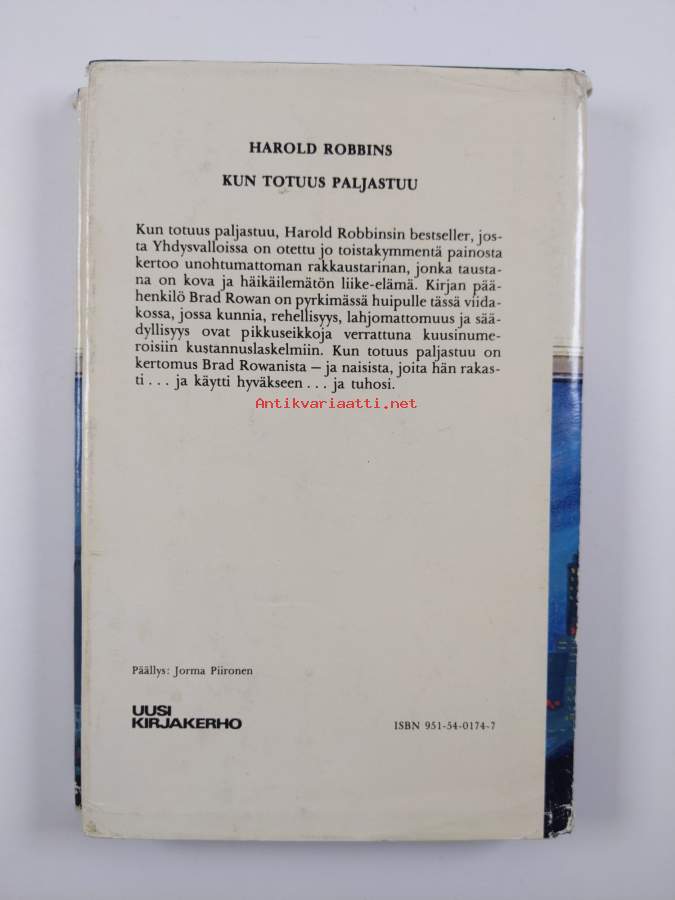 HAROLD ROBBINS
KUN TOTUUS PALJASTUU
Kun totuus paljastuu, Harold Robbinsin bestseller, jos-
ta Yhdysvalloissa on otettu jo toistakymmentä painosta
kertoo unohtumattoman rakkaustarinan, jonka tausta-
na on kova ja häikäilemätön liike-elämä. Kirjan pää-
henkilö Brad Rowan on pyrkimässä huipulle tässä viida-
kossa, jossa kunnia, rehellisyys, lahjomattomuus ja sää-
dyllisyys ovat pikkuseikkoja verrattuna kuusinume-
roisiin kustannuslaskelmiin. Kun totuus paljastuu on
kertomus Brad Rowanista – ja naisista, joita hän rakas-
ti . . . ja käytti hyväkseen . . . ja tuhosi.
Antikvariaatti.net
Päällys: Jorma Piironen
UUSI
KIRJAKERHO
ISBN 951-54-0174-7